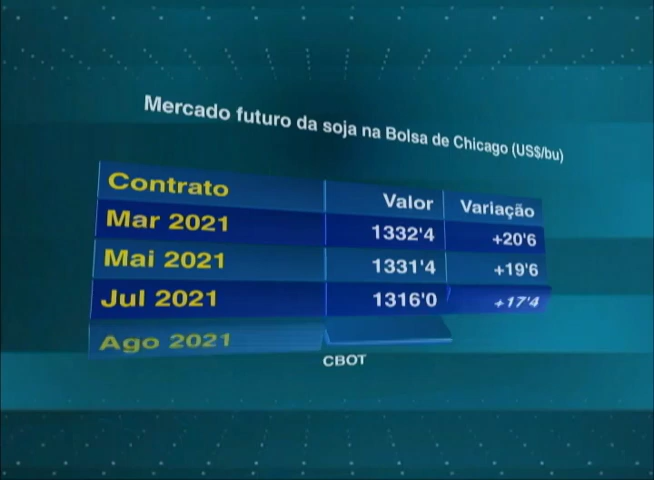 Mercado futuro da soja na Bolsa de Chicago (US$/bu)
Contrato Valor Variação
Mar 2021 1332'4 +20'6
Mai 2021 1331'4 +19'6
Jul 2021 1316'0 +17'4
Ago 2021
CBOT